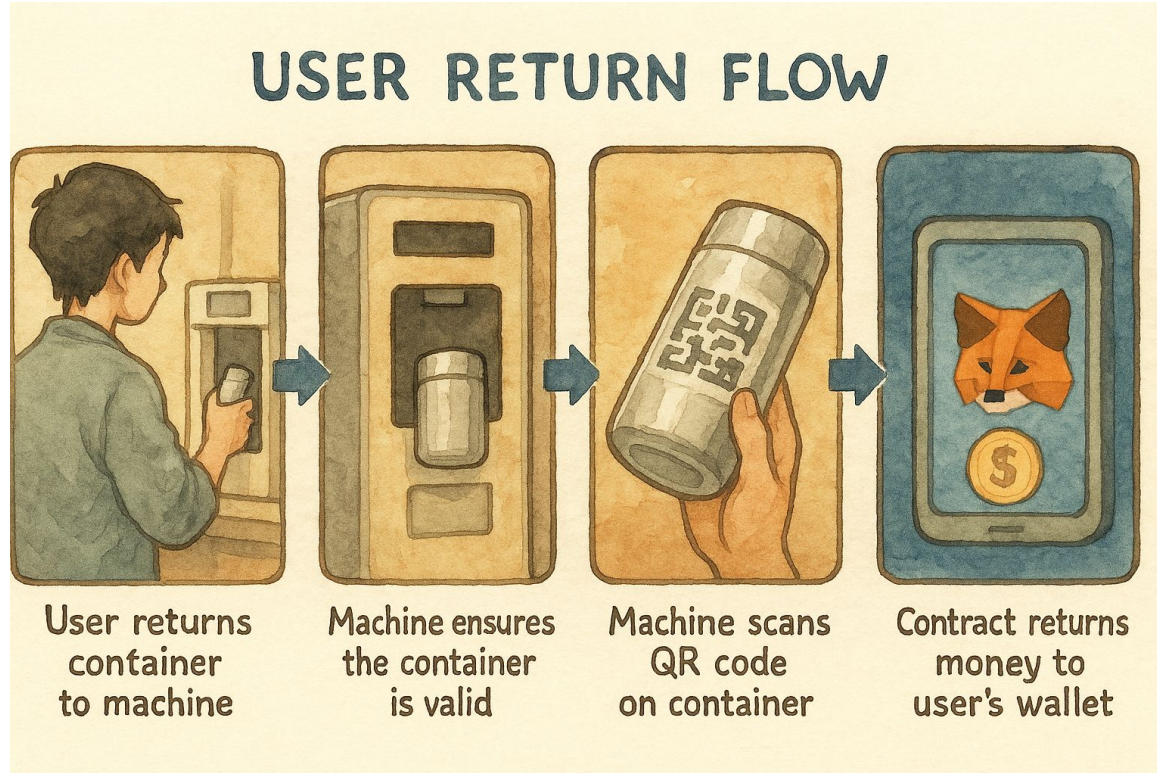 USER RETURN FLOW
User returns
container
to machine
Machine ensures
the container
is valid
Machine scans
QR code
on container
Contract returns
money to
user's wallet
$